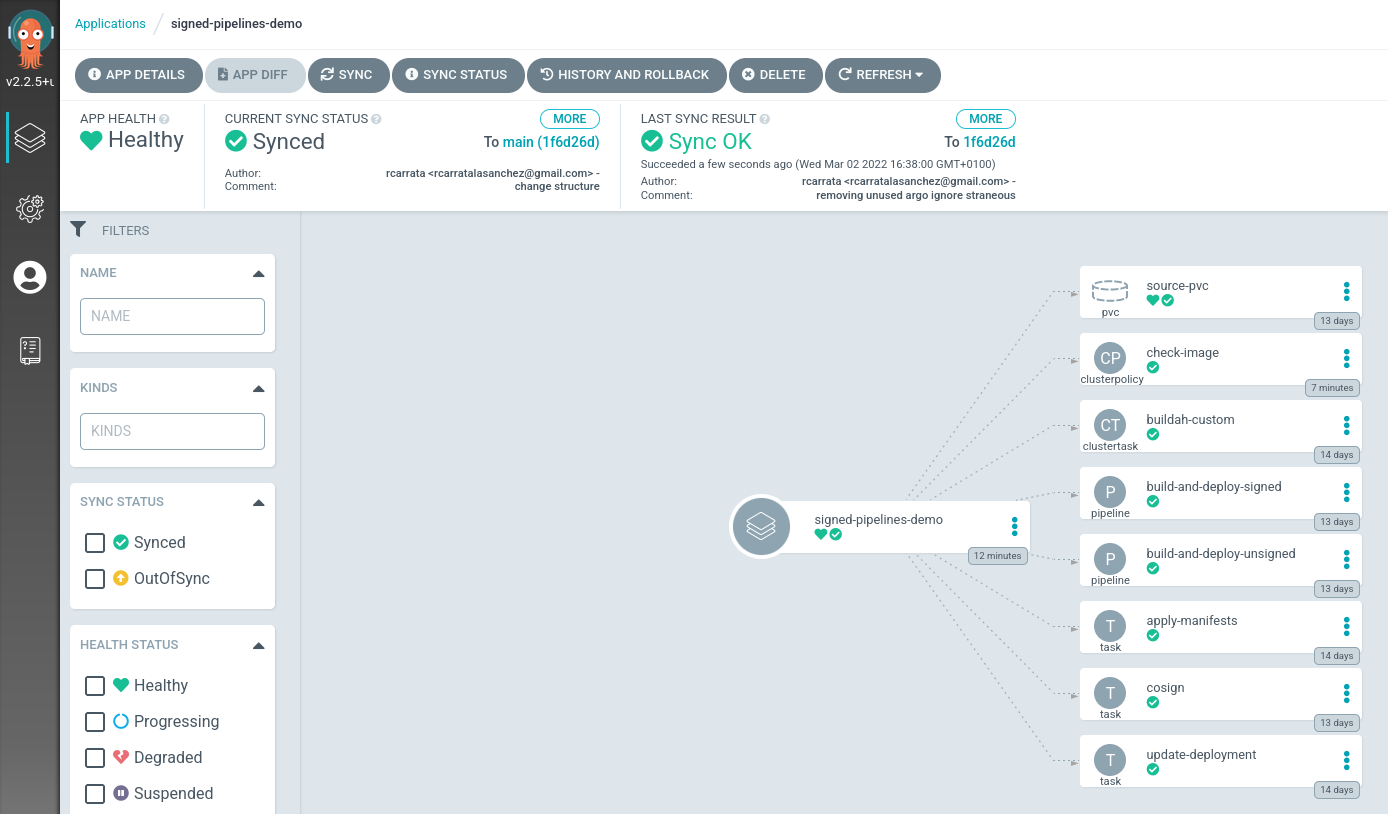 Applications / signed-pipelines-demo
v2.2.5+
APP DETAILS APP DIFF SYNC SYNC STATUS HISTORY AND ROLLBACK DELETE REFRESH
APP HEALTH
Healthy
CURRENT SYNC STATUS MORE
Synced To main (1f6d26d)
Author: rcarrata <rcarratalasanchez@gmail.com> -
Comment: change structure
LAST SYNC RESULT MORE
Sync OK To 1f6d26d
Succeeded a few seconds ago (Wed Mar 02 2022 16:38:00 GMT+0100)
Author: rcarrata <rcarratalasanchez@gmail.com> -
Comment: removing unused argo ignore straneous
FILTERS
NAME
NAME
KINDS
KINDS
SYNC STATUS
Synced
OutOfSync
HEALTH STATUS
Healthy
Progressing
Degraded
Suspended
signed-pipelines-demo
12 minutes
source-pvc
pvc
13 days
CP check-image
clusterpolicy
7 minutes
CT buildah-custom
clustertask
14 days
P build-and-deploy-signed
pipeline
13 days
P build-and-deploy-unsigned
pipeline
13 days
T apply-manifests
task
14 days
T cosign
task
13 days
T update-deployment
task
14 days